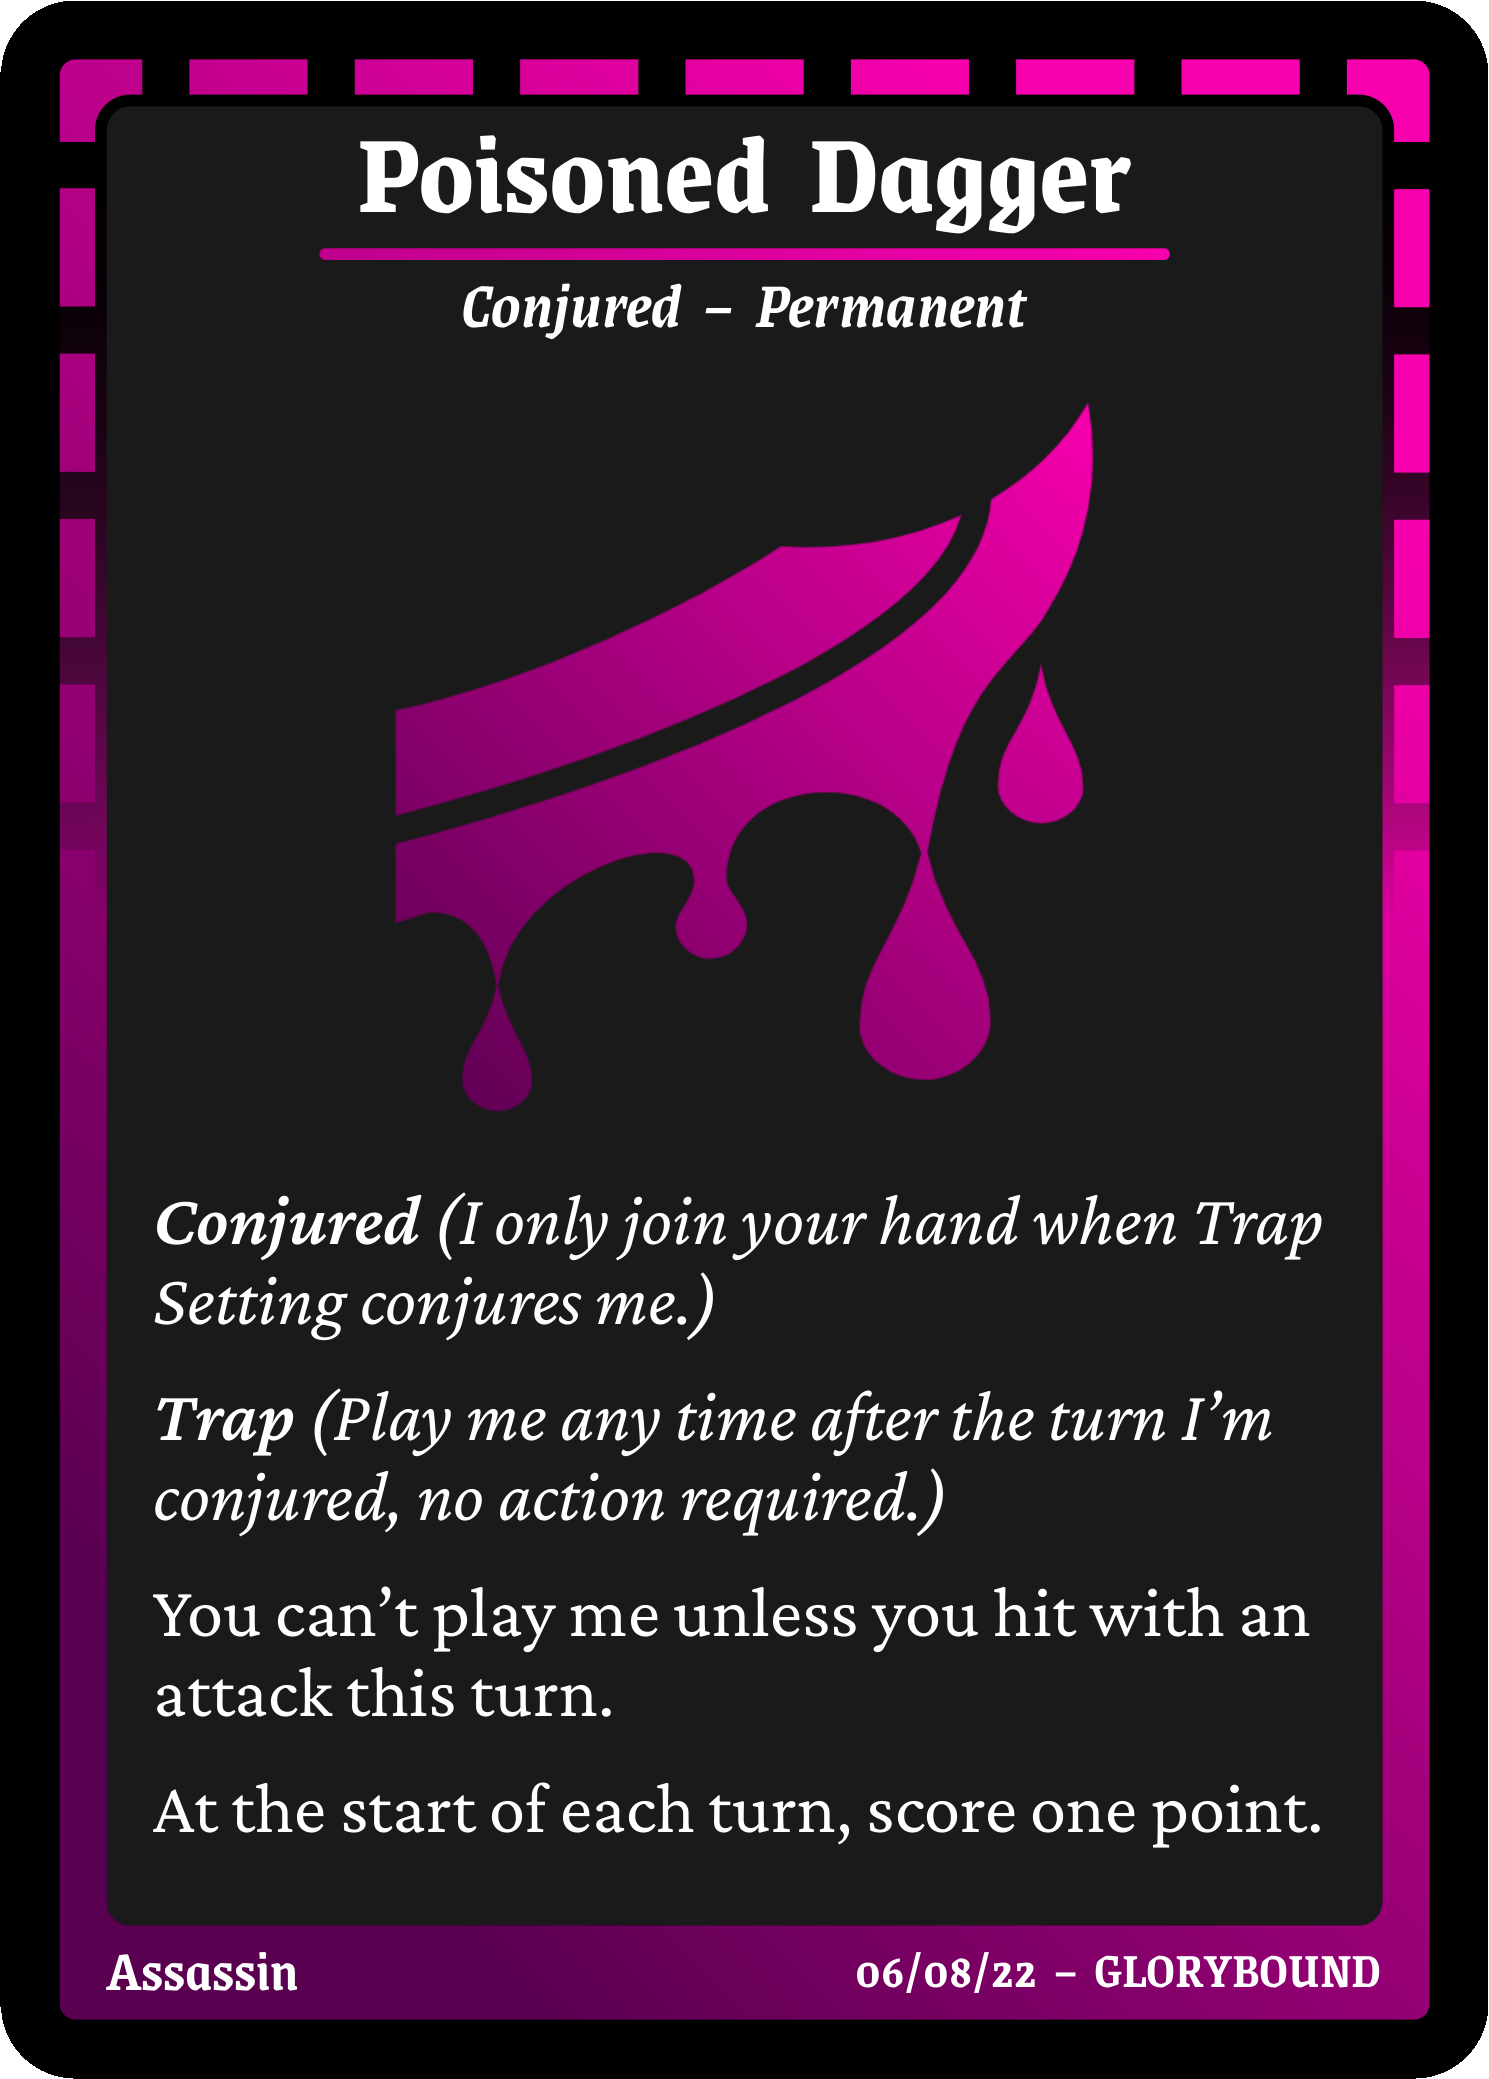 Poisoned Dagger
Conjured – Permanent
Conjured (I only join your hand when Trap
Setting conjures me.)
Trap (Play me any time after the turn I’m
conjured, no action required.)
You can’t play me unless you hit with an
attack this turn.
At the start of each turn, score one point.
Assassin
06/08/22 – GLORYBOUND